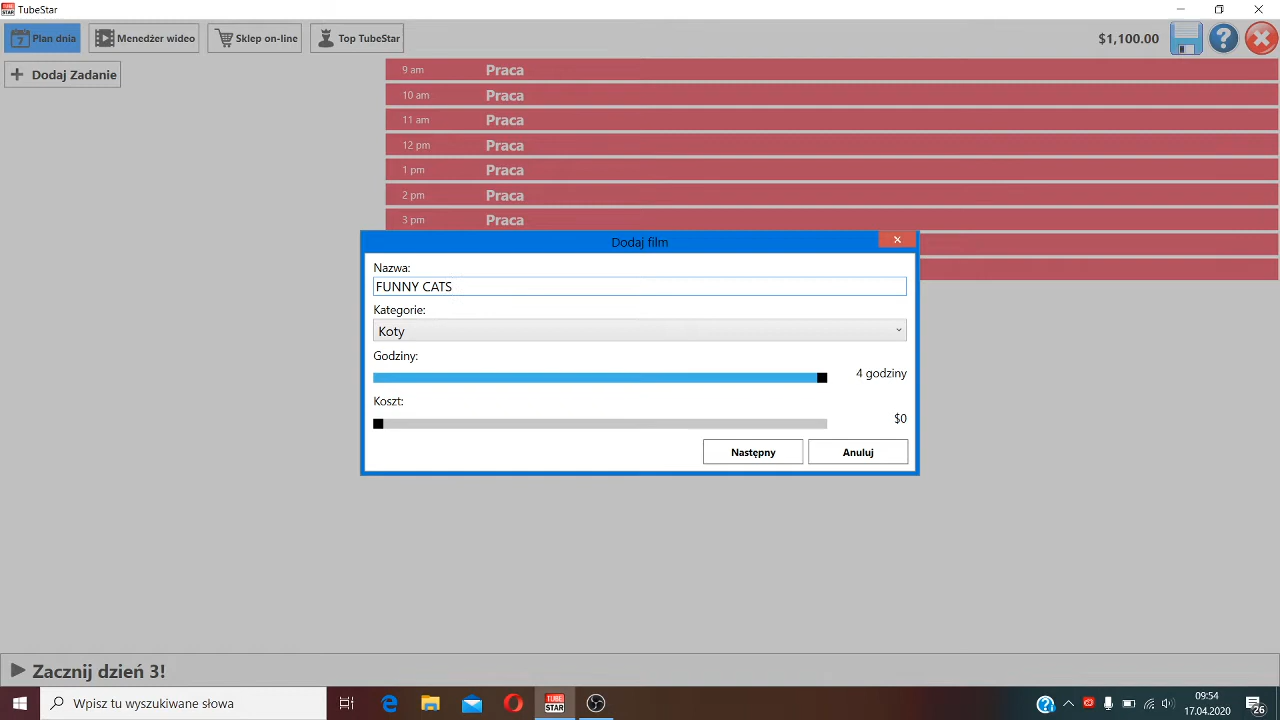 TubeStar
Plan dnia
Menedżer wideo
Sklep on-line
Top TubeStar
$1,100.00
Dodaj Zadanie
9 am Praca
10 am Praca
11 am Praca
12 pm Praca
1 pm Praca
2 pm Praca
3 pm Praca
Dodaj film
Nazwa:
FUNNY CATS
Kategorie:
Koty
Godziny:
4 godziny
Koszt:
$0
Następny
Anuluj
Zacznij dzień 3!
Wpisz tu wyszukiwane słowa
TUBE
STAR
09:54
17.04.2020
26